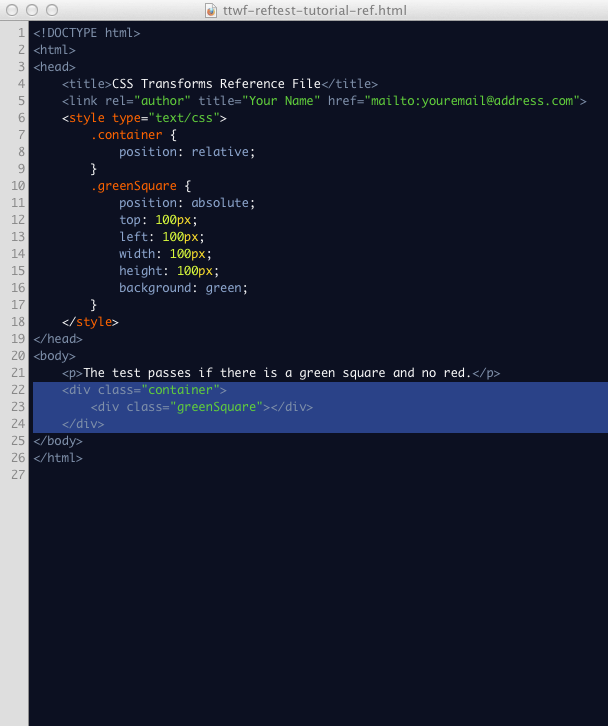 ttwf-reftest-tutorial-ref.html
1 <!DOCTYPE html>
2 <html>
3 <head>
4     <title>CSS Transforms Reference File</title>
5     <link rel="author" title="Your Name" href="mailto:youremail@address.com">
6     <style type="text/css">
7         .container {
8             position: relative;
9         }
10         .greenSquare {
11             position: absolute;
12             top: 100px;
13             left: 100px;
14             width: 100px;
15             height: 100px;
16             background: green;
17         }
18     </style>
19 </head>
20 <body>
21     <p>The test passes if there is a green square and no red.</p>
22     <div class="container">
23         <div class="greenSquare"></div>
24     </div>
25 </body>
26 </html>
27